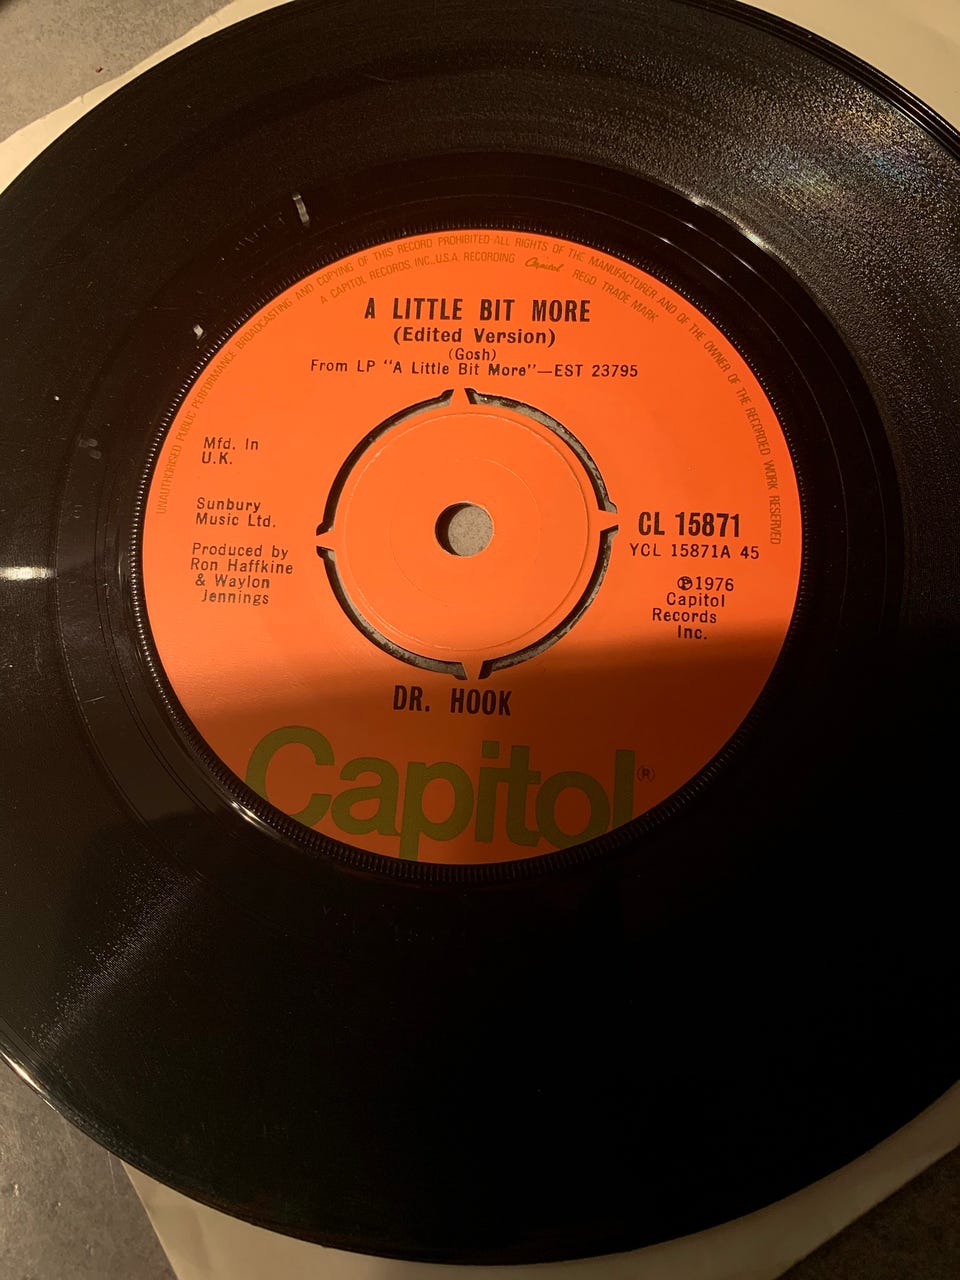 UNAUTHORISED PUBLIC PERFORMANCE BROADCASTING AND COPYING OF THIS RECORD PROHIBITED-ALL RIGHTS OF THE MANUFACTURER AND OF THE OWNER OF THE RECORDED WORK RESERVED
A CAPITOL RECORDS, INC., U.S.A. RECORDING Capitol REGD. TRADE MARK
A LITTLE BIT MORE
(Edited Version)
(Gosh)
From LP "A Little Bit More"—EST 23795
Mfd. In
U.K.
Sunbury
Music Ltd.
Produced by
Ron Haffkine
& Waylon
Jennings
CL 15871
YCL 15871A 45
℗1976
Capitol
Records
Inc.
DR. HOOK
Capitol®